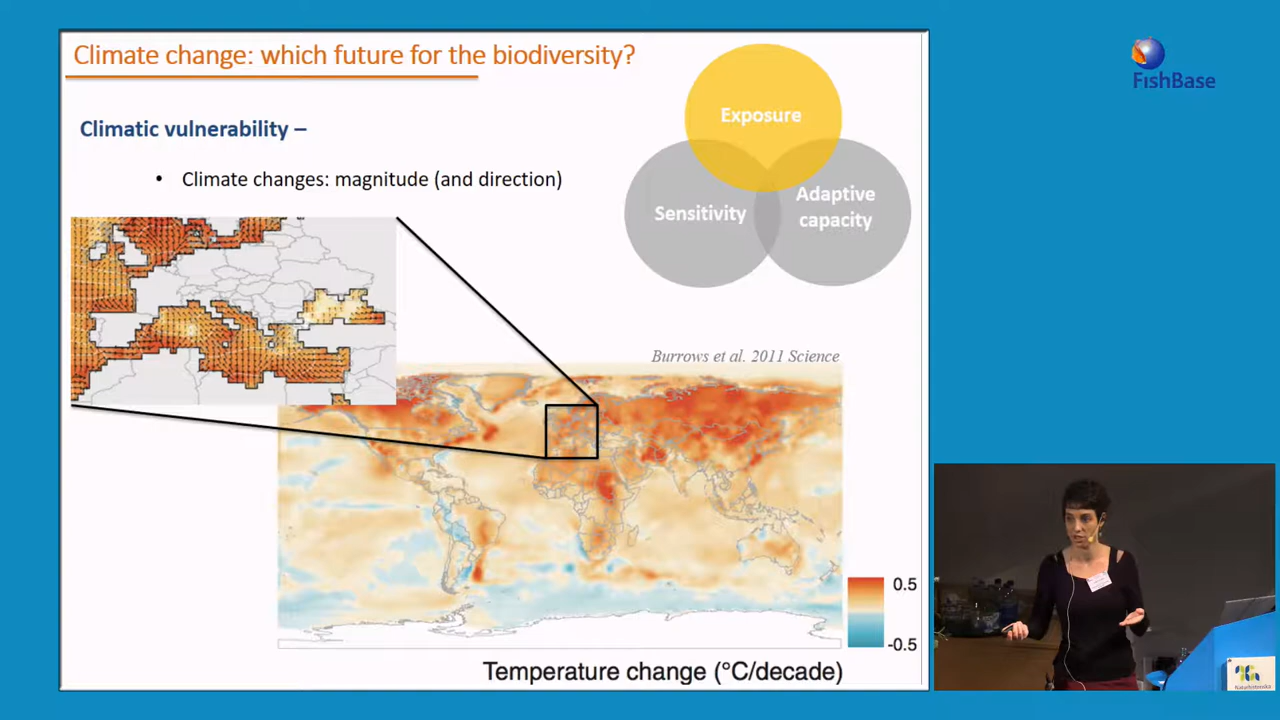 Climate change: which future for the biodiversity?
FishBase
Exposure
Climatic vulnerability –
• Climate changes: magnitude (and direction)
Sensitivity
Adaptive
capacity
Burrows et al. 2011 Science
0.5
-0.5
Temperature change (°C/decade)